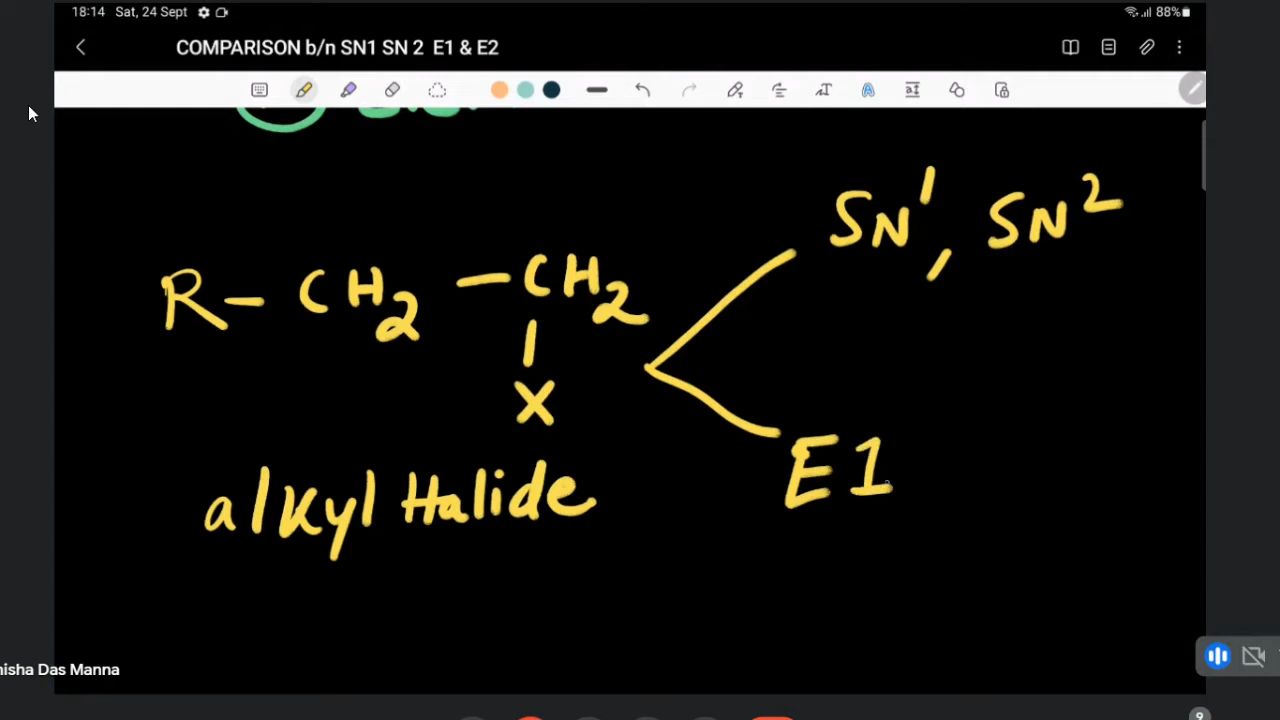 18:14 Sat, 24 Sept 88%
COMPARISON b/n SN1 SN 2 E1 & E2
SN1, SN2
R- CH2 -CH2
X
E1
alkyl Halide
nisha Das Manna